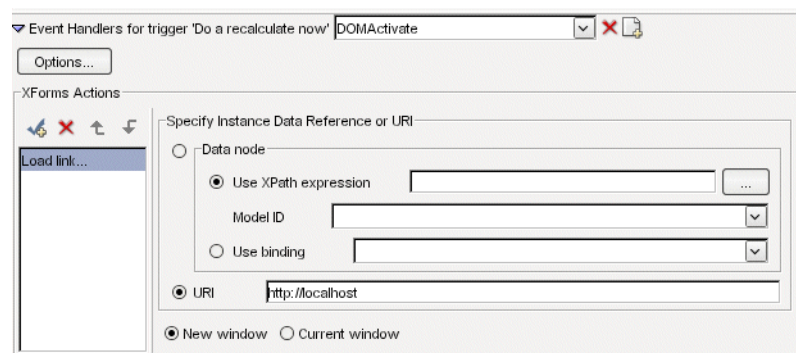 Event Handlers for trigger 'Do a recalculate now' DOMActivate
Options...
XForms Actions
Specify Instance Data Reference or URI
Data node
Load link...
Use XPath expression ...
Model ID
Use binding
URI http://localhost
New window Current window